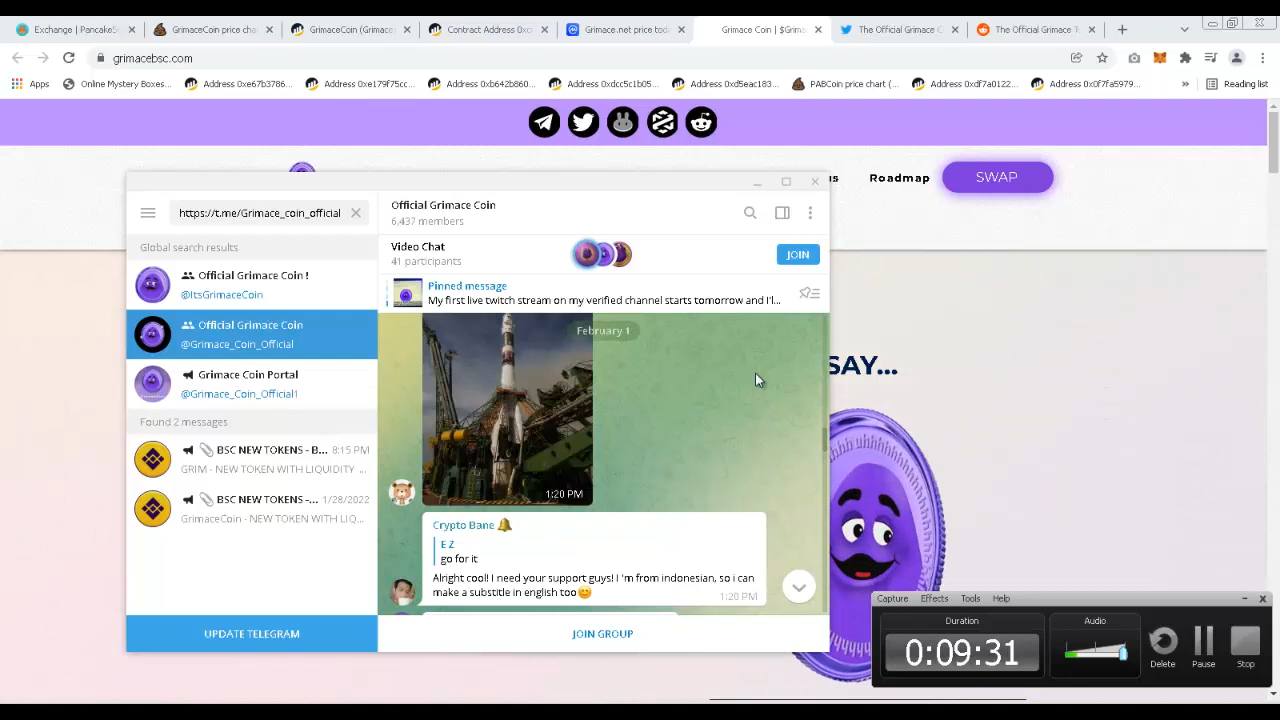 Exchange | PancakeS
GrimaceCoin price cha
GrimaceCoin (Grimace
Contract Address 0xcf
Grimace.net price toda
Grimace Coin | $Grima
The Official Grimace C
The Official Grimace To
grimacebsc.com
Apps
Online Mystery Boxes...
Address 0xe67b3786...
Address 0xe179f75cc...
Address 0xb642b860...
Address 0xdcc5c1b05...
Address 0xd5eac183...
PABCoin price chart (...
Address 0xdf7a0122...
Address 0x0f7fa5979...
»
Reading list
us
Roadmap
SWAP
https://t.me/Grimace_coin_official
Global search results
Official Grimace Coin !
@ItsGrimaceCoin
Official Grimace Coin
@Grimace_Coin_Official
Grimace Coin Portal
@Grimace_Coin_Official1
Found 2 messages
BSC NEW TOKENS - B... 8:15 PM
GRIM - NEW TOKEN WITH LIQUIDITY ...
BSC NEW TOKENS -... 1/28/2022
GrimaceCoin - NEW TOKEN WITH LIQ...
UPDATE TELEGRAM
Official Grimace Coin
6,437 members
Video Chat
41 participants
JOIN
Pinned message
My first live twitch stream on my verified channel starts tomorrow and I'l...
February 1
1:20 PM
Crypto Bane
E Z
go for it
Alright cool! I need your support guys! I 'm from indonesian, so i can
make a substitle in english too
1:20 PM
JOIN GROUP
SAY...
Capture Effects Tools Help
Duration
0:09:31
Audio
Delete
Pause
Stop